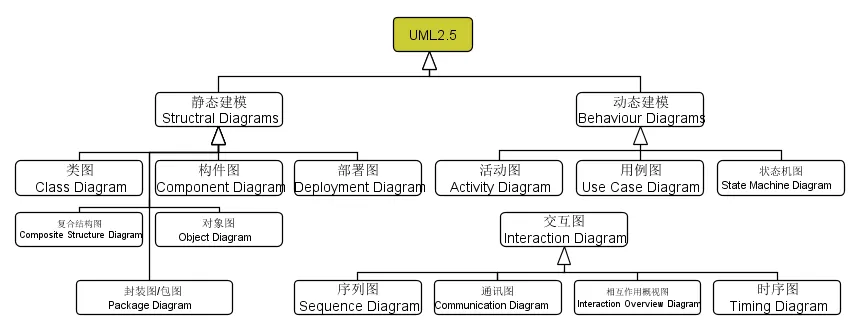 UML2.5
静态建模
Structral Diagrams
动态建模
Behaviour Diagrams
类图
Class Diagram
构件图
Component Diagram
部署图
Deployment Diagram
活动图
Activity Diagram
用例图
Use Case Diagram
状态机图
State Machine Diagram
复合结构图
Composite Structure Diagram
对象图
Object Diagram
交互图
Interaction Diagram
封装图/包图
Package Diagram
序列图
Sequence Diagram
通讯图
Communication Diagram
相互作用概视图
Interaction Overview Diagram
时序图
Timing Diagram